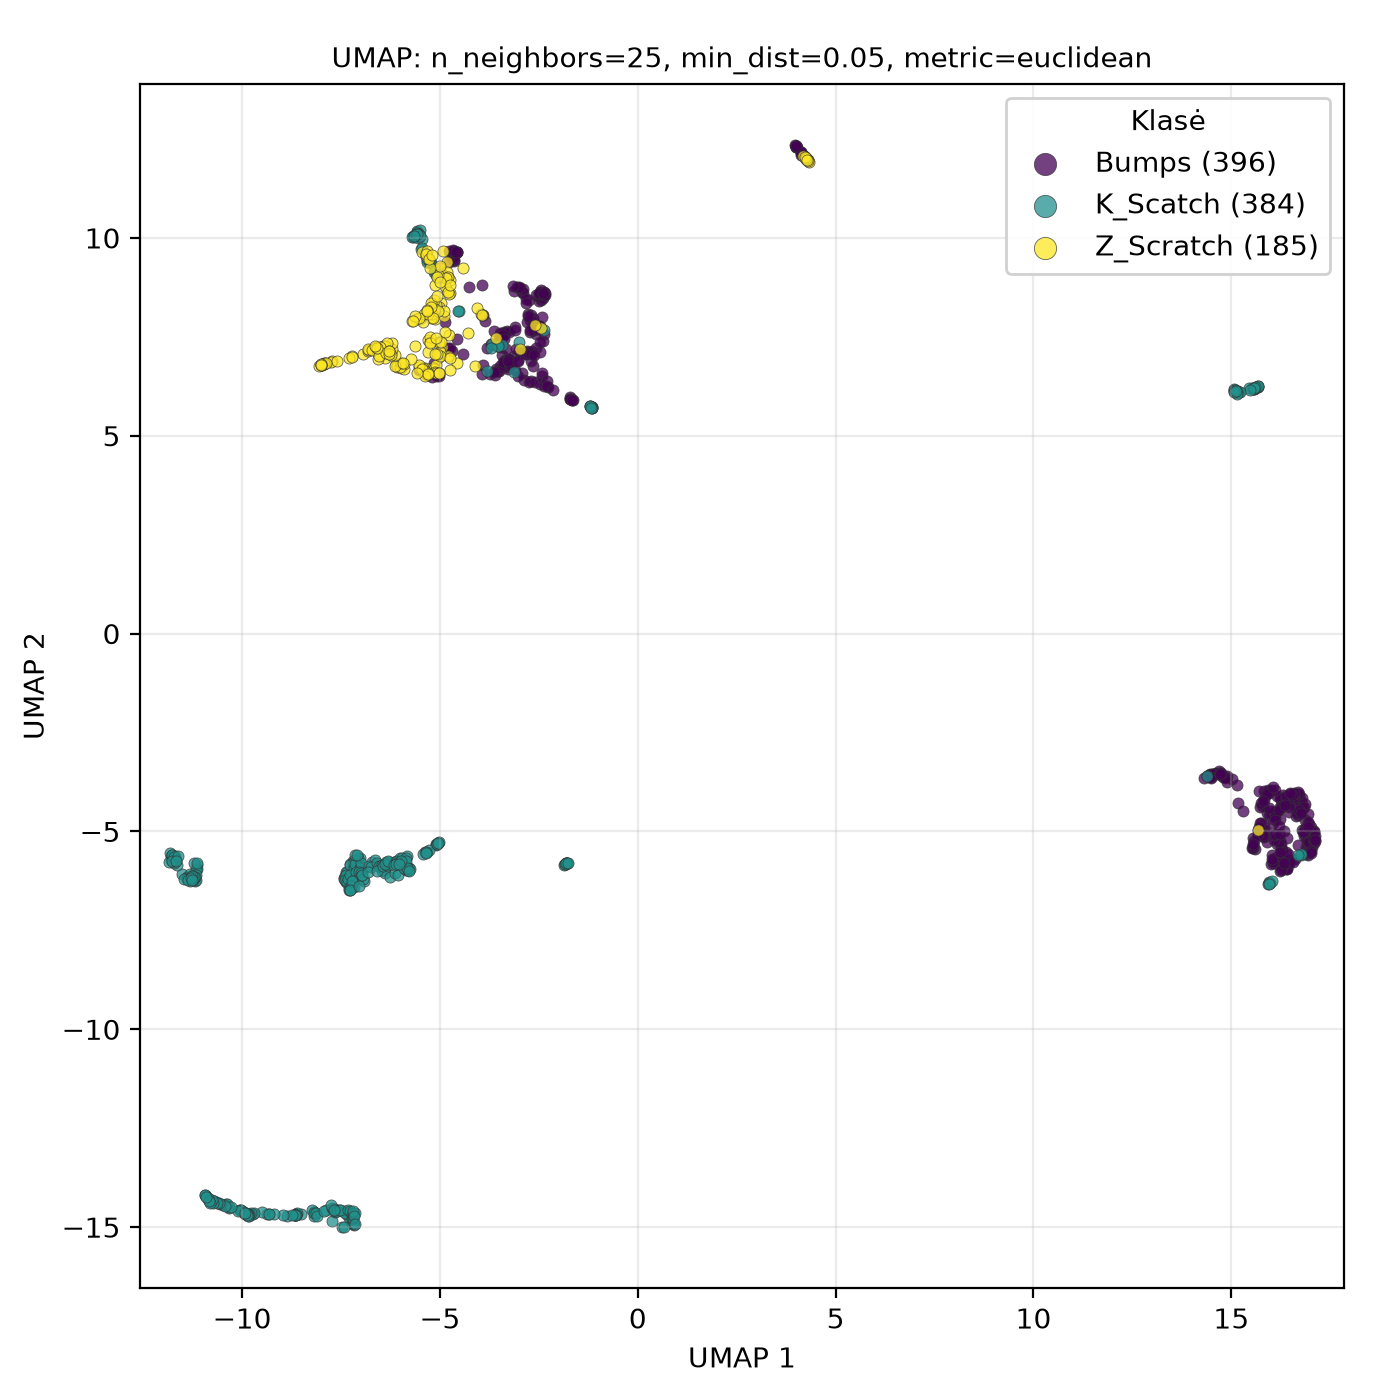 UMAP: n_neighbors=25, min_dist=0.05, metric=euclidean
Klasė
Bumps (396)
K_Scatch (384)
Z_Scratch (185)
10
5
0
−5
−10
−15
UMAP 2
−10
−5
0
5
10
15
UMAP 1